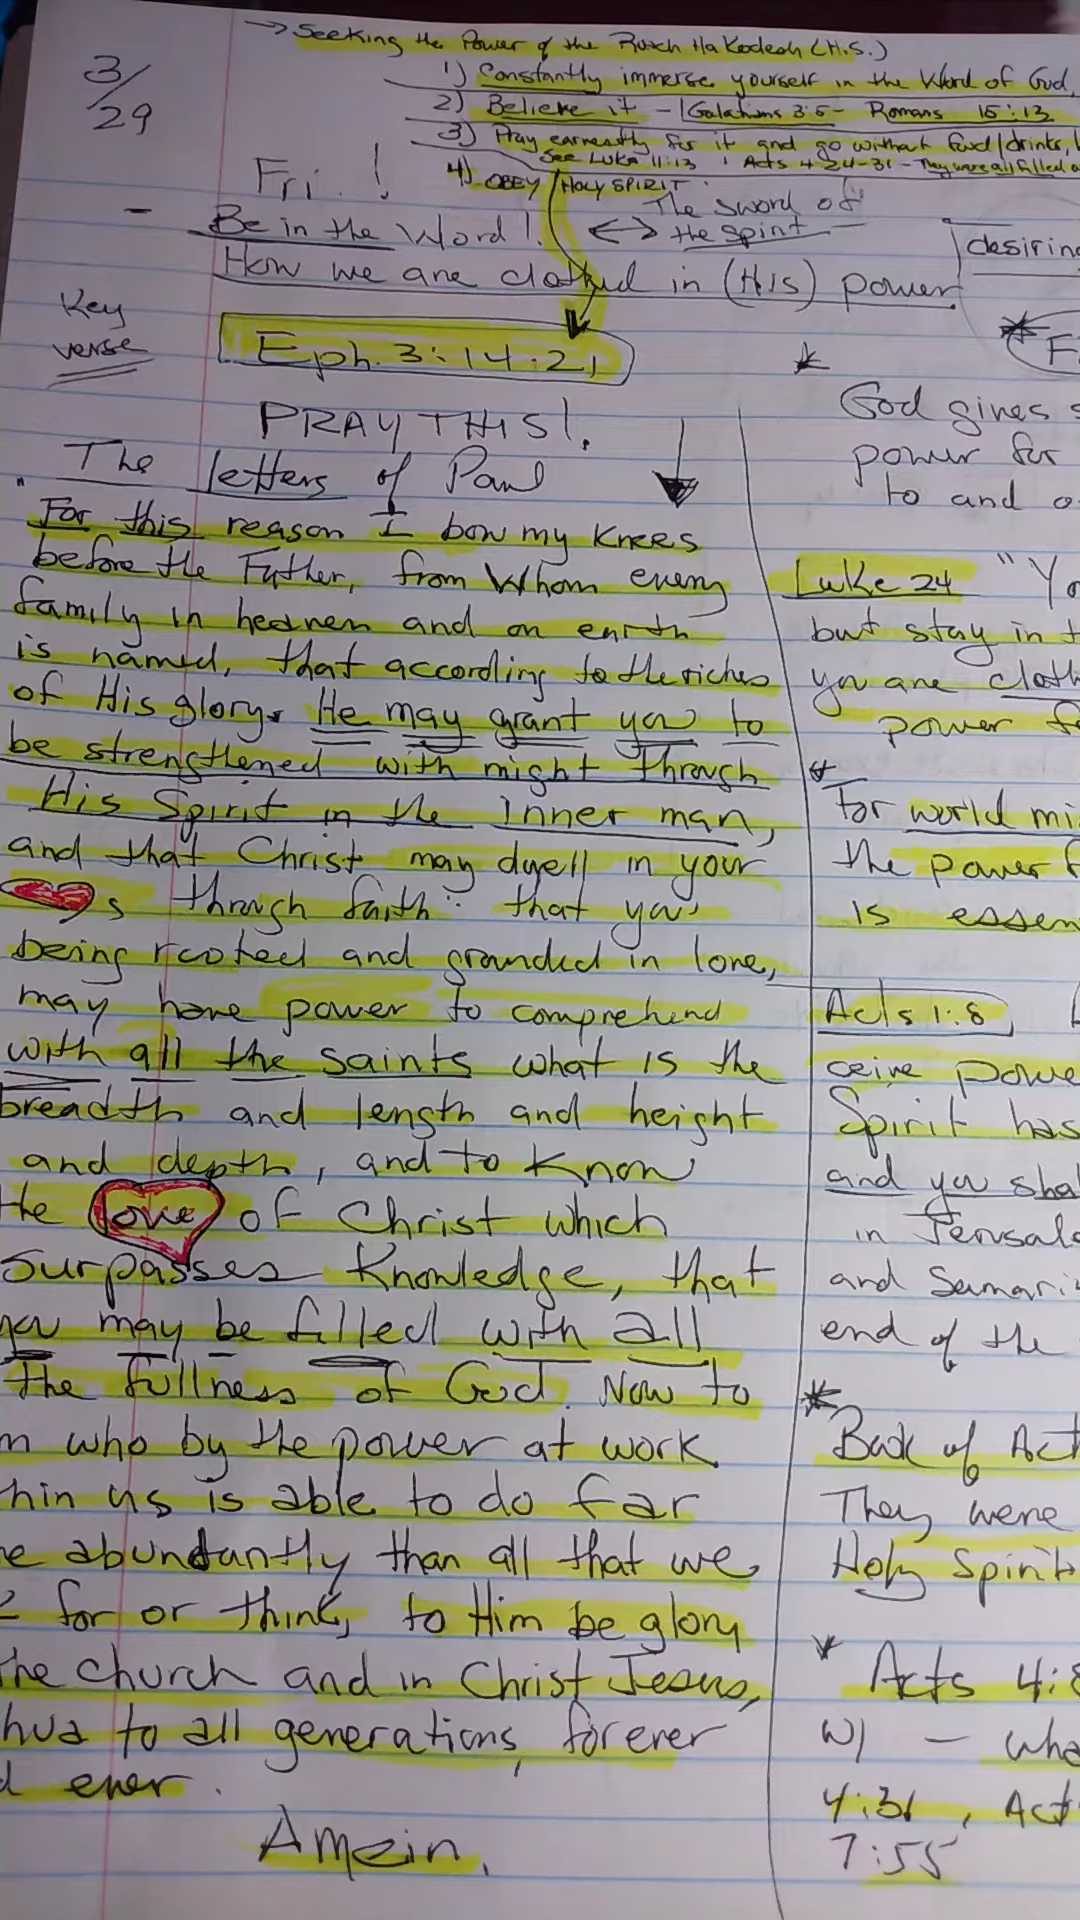 → Seeking the Power of the Ruach Ha Kodesh (H.S.)
1) Constantly immerse yourself in the Word of God,
2) Believe it - Galatians 3:5 - Romans 15:13
3) Pray earnestly for it and go without food/drinks,
See Luke 11:13 Acts 4:24-31 - They were all filled
4) OBEY / HOLY SPIRIT
3/29
Fri. !
- Be in the Word! ↔ The sword of the spirit
How we are clothed in (His) power
Key verse
Eph. 3:14-21
PRAY THIS!.
The letters of Paul
For this reason I bow my knees
before the Father, from Whom every
family in heaven and on earth
is named, that according to the riches
of His glory. He may grant you to
be strengthened with might through
His Spirit in the inner man,
and that Christ may dwell in your
❤s through faith: that you
being rooted and grounded in love,
may have power to comprehend
with all the saints what is the
breadth and length and height
and depth, and to know
the love of Christ which
surpasses Knowledge, that
you may be filled with all
the fullness of God. Now to
who by the power at work
us is able to do far
abundantly than all that we
for or think, to Him be glory
the church and in Christ Jesus,
to all generations, forever
ever.
Amein.
desiring
* F
* God gives
power for
to and
Luke 24 "
but stay in
you are
power
* For world
the power
is
Acts 1:8,
ceive
Spirit has
and you
in
and
end of the
* Book of
They were
Holy Spirit
* Acts 4:8
W/ -
4:31, Acts
7:55